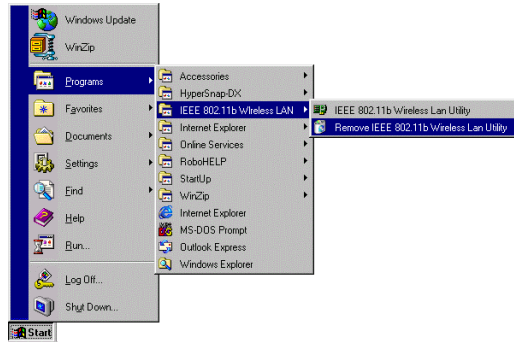 Windows Update
WinZip
Programs
Favorites
Documents
Settings
Find
Help
Run...
Log Off...
Shut Down...
Start
Accessories
HyperSnap-DX
IEEE 802.11b Wireless LAN
Internet Explorer
Online Services
RoboHELP
StartUp
WinZip
Internet Explorer
MS-DOS Prompt
Outlook Express
Windows Explorer
IEEE 802.11b Wireless Lan Utility
Remove IEEE 802.11b Wireless Lan Utility